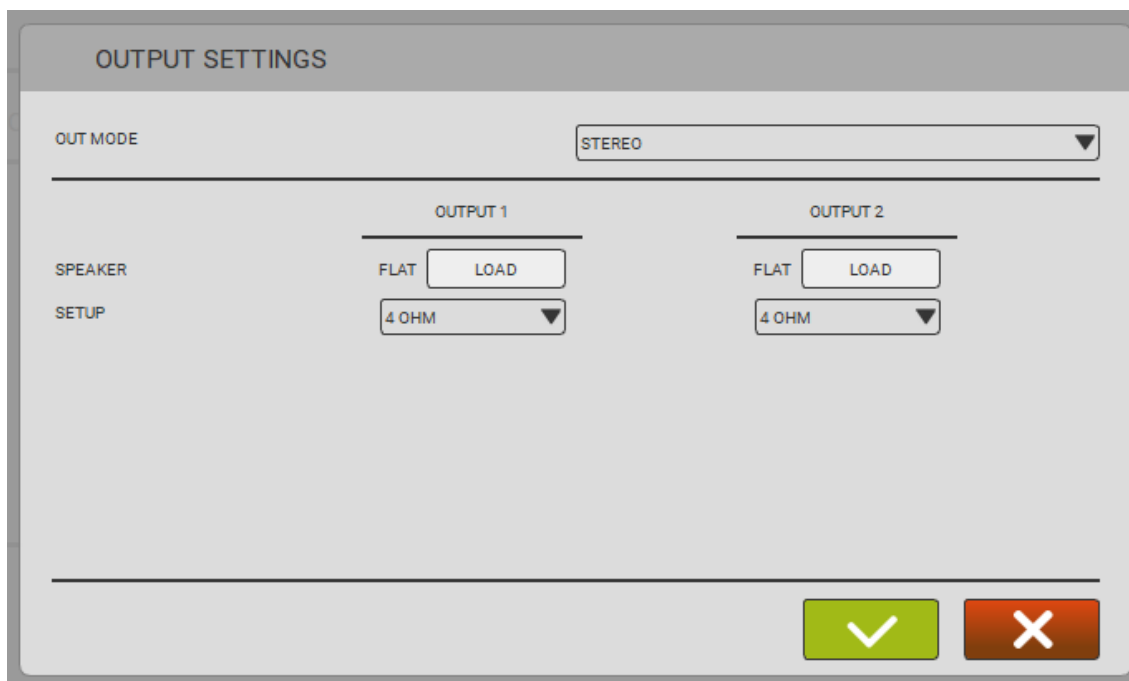 OUTPUT SETTINGS
OUT MODE STEREO
OUTPUT 1 OUTPUT 2
SPEAKER FLAT LOAD FLAT LOAD
SETUP 4 OHM 4 OHM